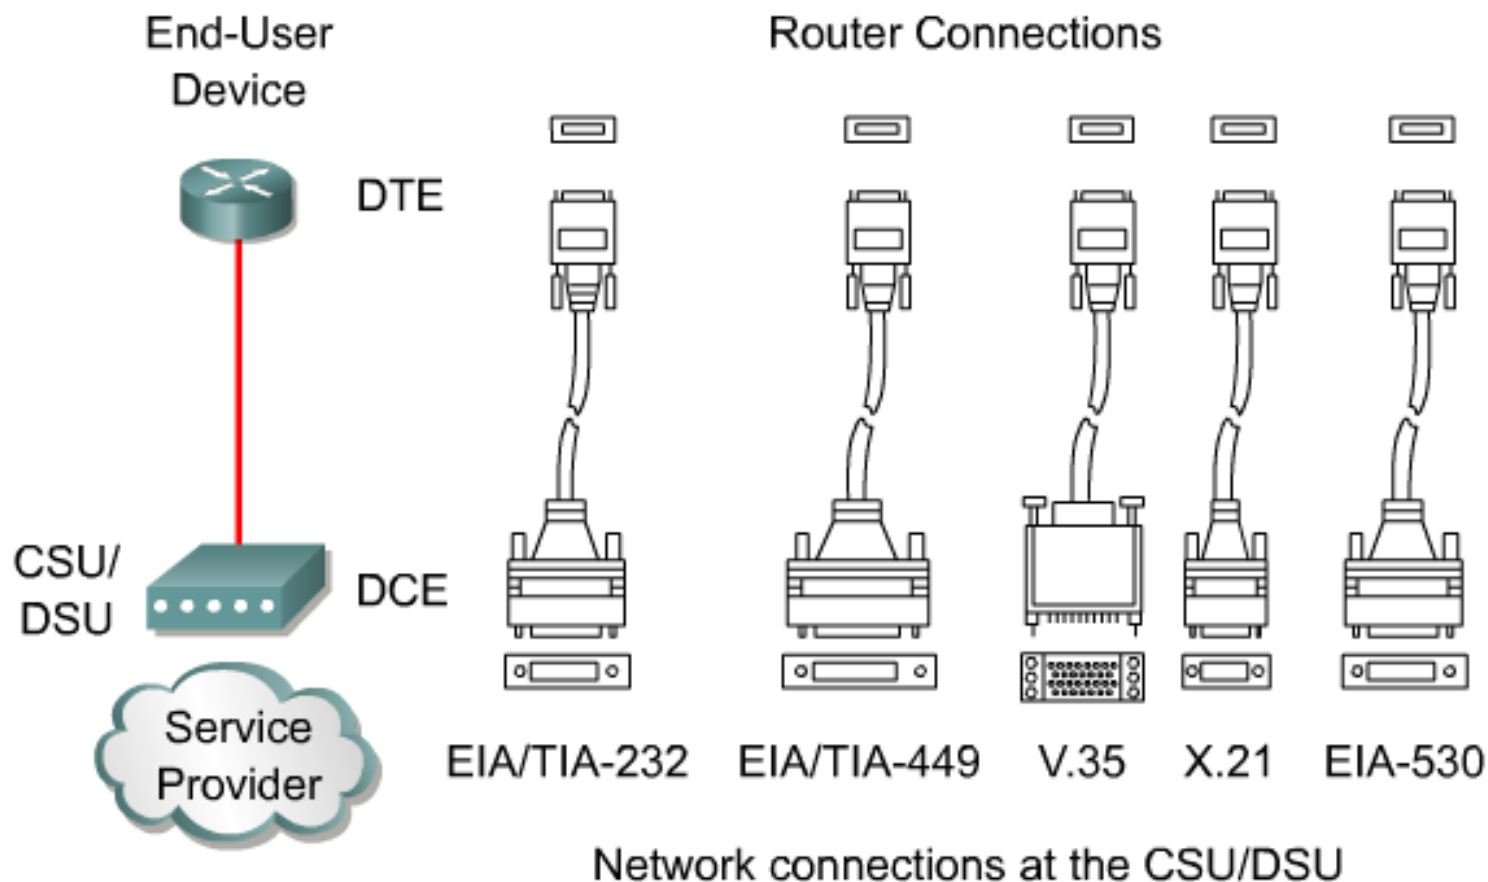 End-User
Device
Router Connections
DTE
CSU/
DSU
DCE
Service
Provider
EIA/TIA-232
EIA/TIA-449
V.35
X.21
EIA-530
Network connections at the CSU/DSU